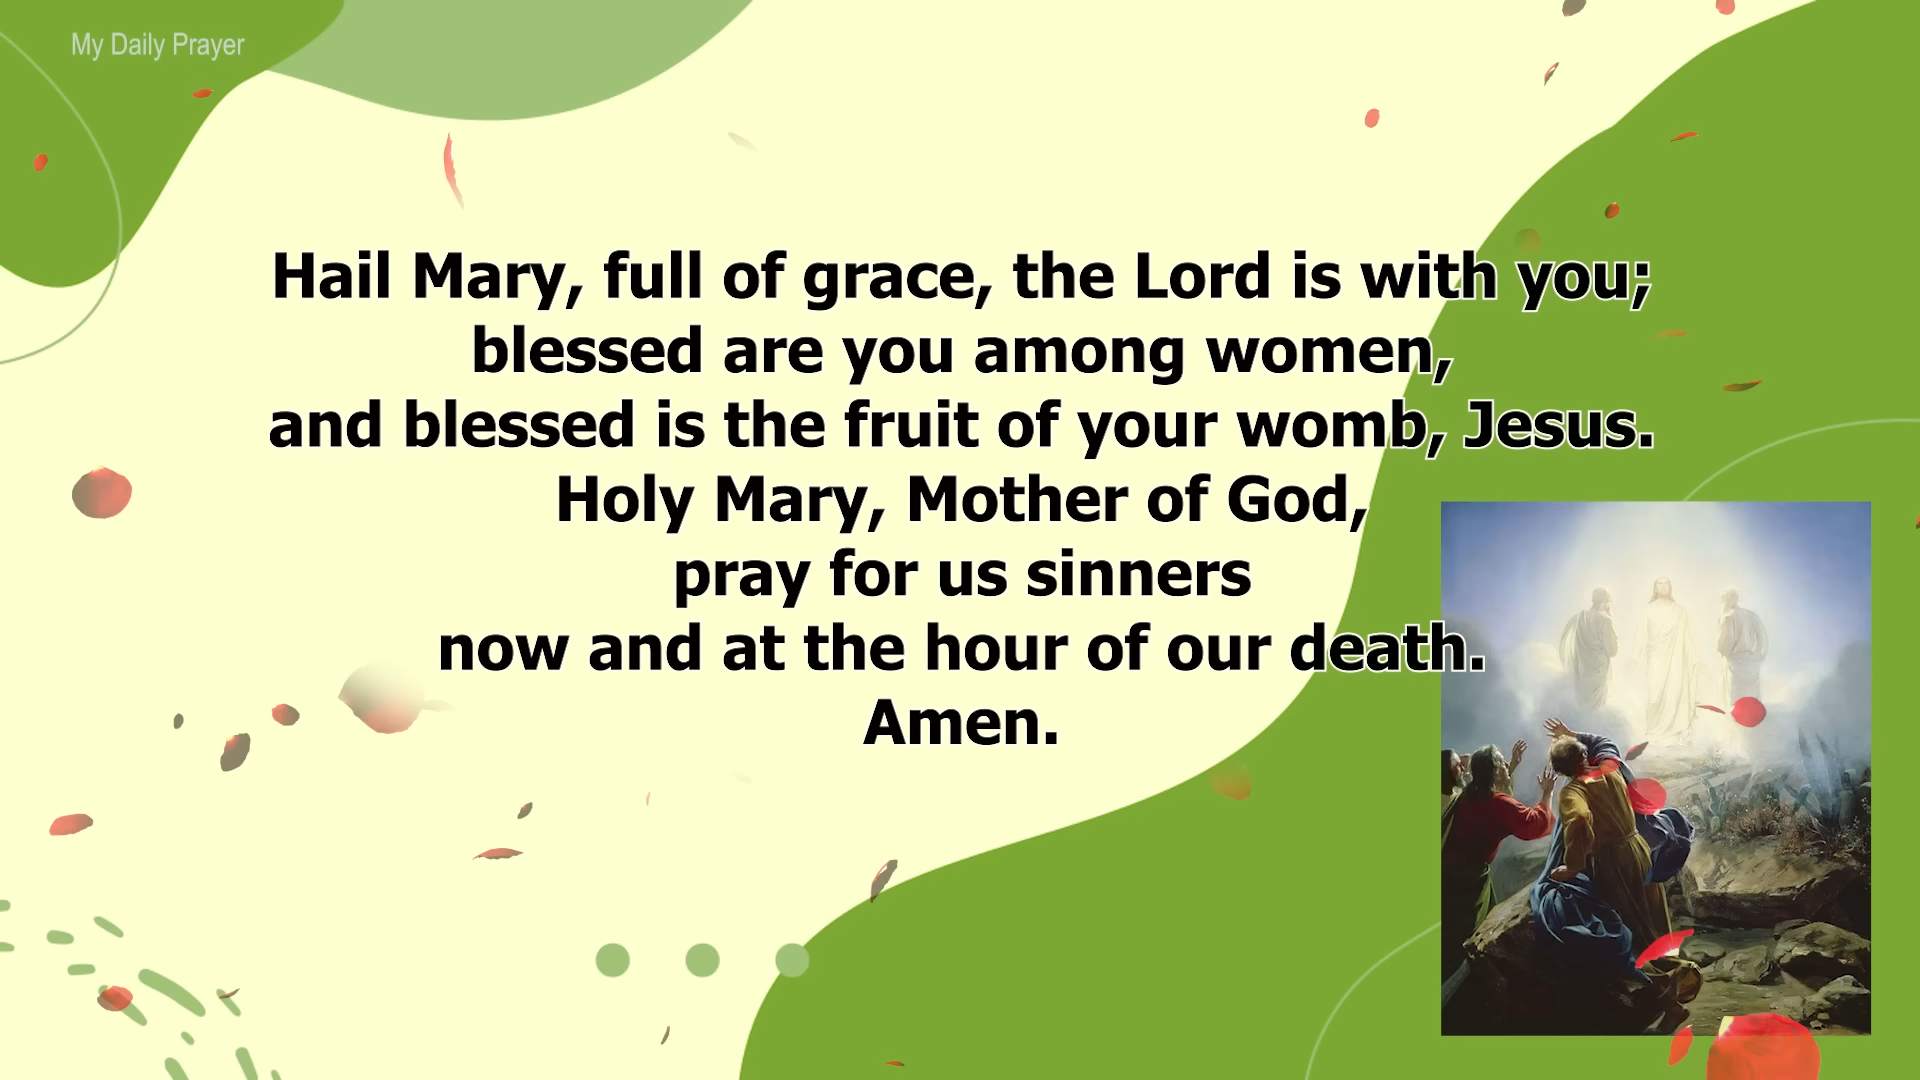 My Daily Prayer
Hail Mary, full of grace, the Lord is with you;
blessed are you among women,
and blessed is the fruit of your womb, Jesus.
Holy Mary, Mother of God,
pray for us sinners
now and at the hour of our death.
Amen.